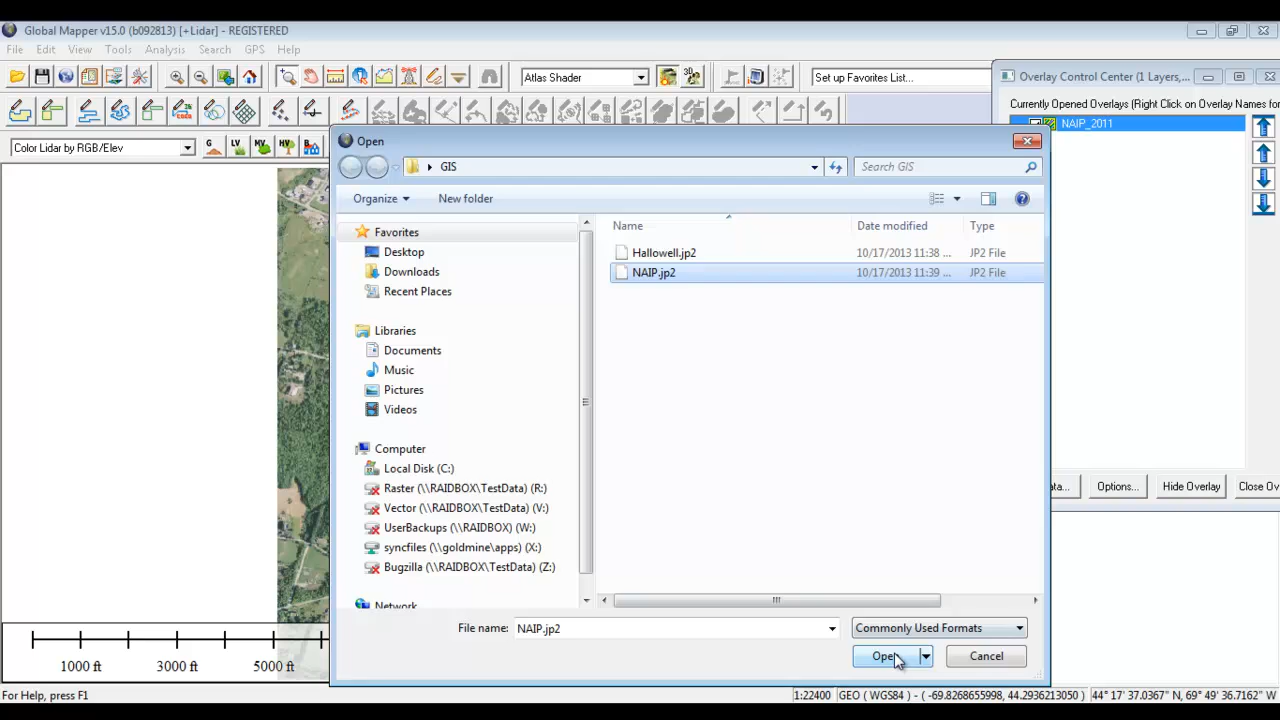 Global Mapper v15.0 (b092813) [+Lidar] - REGISTERED
File Edit View Tools Analysis Search GPS Help
Atlas Shader
Set up Favorites List...
Overlay Control Center (1 Layers,...
Currently Opened Overlays (Right Click on Overlay Names for
NAIP_2011
Color Lidar by RGB/Elev
G LV MV HV
Open
GIS
Search GIS
Organize
New folder
Name Date modified Type
Hallowell.jp2 10/17/2013 11:38 ... JP2 File
NAIP.jp2 10/17/2013 11:39 ... JP2 File
Favorites
Desktop
Downloads
Recent Places
Libraries
Documents
Music
Pictures
Videos
Computer
Local Disk (C:)
Raster (\\RAIDBOX\TestData) (R:)
Vector (\\RAIDBOX\TestData) (V:)
UserBackups (\\RAIDBOX) (W:)
syncfiles (\\goldmine\apps) (X:)
Bugzilla (\\RAIDBOX\TestData) (Z:)
Network
File name: NAIP.jp2
Commonly Used Formats
Open Cancel
ata... Options... Hide Overlay Close Ov
1000 ft 3000 ft 5000 ft
For Help, press F1
1:22400 GEO ( WGS84 ) - ( -69.8268655998, 44.2936213050 ) 44° 17' 37.0367" N, 69° 49' 36.7162" W